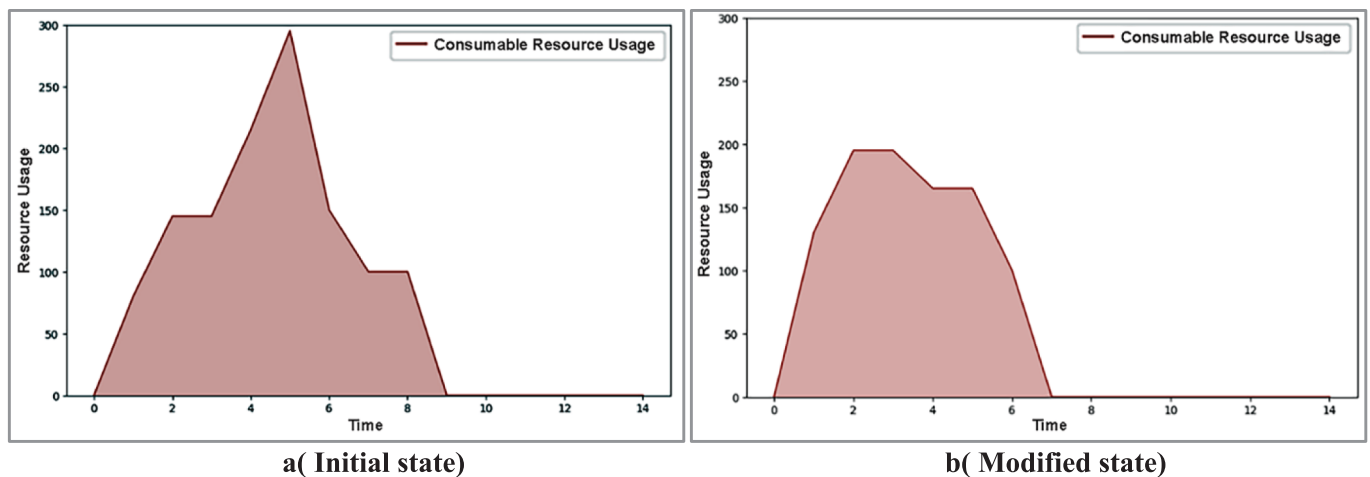 300
250
200
150
100
50
0
Resource Usage
Consumable Resource Usage
0 2 4 6 8 10 12 14
Time
a( Initial state)
300
250
200
150
100
50
0
Resource Usage
Consumable Resource Usage
0 2 4 6 8 10 12 14
Time
b( Modified state)